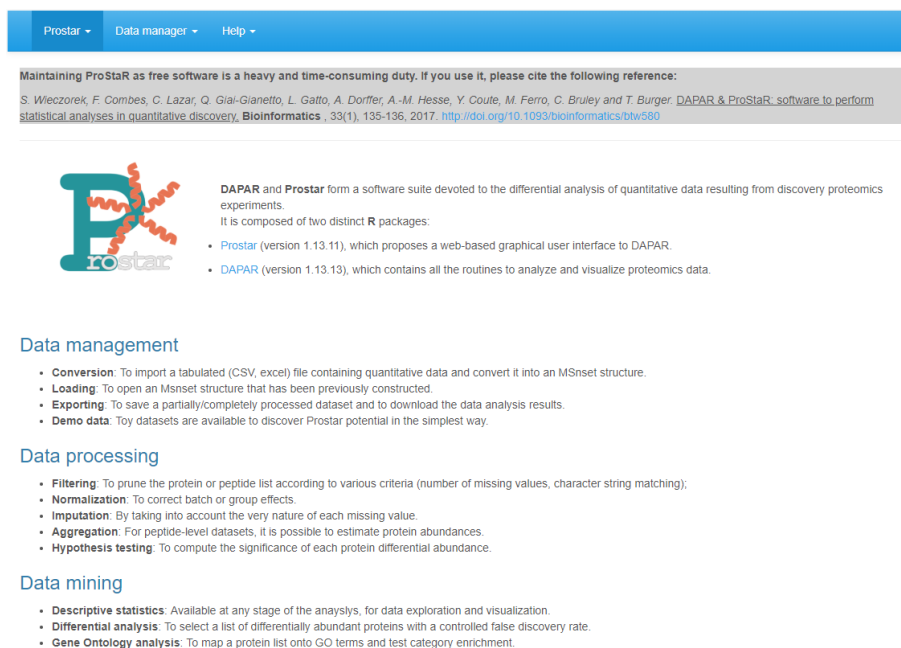 Prostar Data manager Help
Maintaining ProStaR as free software is a heavy and time-consuming duty. If you use it, please cite the following reference:
S. Wieczorek, F. Combes, C. Lazar, Q. Giai-Gianetto, L. Gatto, A. Dorffer, A.-M. Hesse, Y. Coute, M. Ferro, C. Bruley and T. Burger. DAPAR & ProStaR: software to perform
statistical analyses in quantitative discovery. Bioinformatics , 33(1), 135-136, 2017. http://doi.org/10.1093/bioinformatics/btw580
Prostar
DAPAR and Prostar form a software suite devoted to the differential analysis of quantitative data resulting from discovery proteomics
experiments.
It is composed of two distinct R packages:
• Prostar (version 1.13.11), which proposes a web-based graphical user interface to DAPAR.
• DAPAR (version 1.13.13), which contains all the routines to analyze and visualize proteomics data.
Data management
• Conversion: To import a tabulated (CSV, excel) file containing quantitative data and convert it into an MSnset structure.
• Loading: To open an Msnset structure that has been previously constructed.
• Exporting: To save a partially/completely processed dataset and to download the data analysis results.
• Demo data: Toy datasets are available to discover Prostar potential in the simplest way.
Data processing
• Filtering: To prune the protein or peptide list according to various criteria (number of missing values, character string matching);
• Normalization: To correct batch or group effects.
• Imputation: By taking into account the very nature of each missing value.
• Aggregation: For peptide-level datasets, it is possible to estimate protein abundances.
• Hypothesis testing: To compute the significance of each protein differential abundance.
Data mining
• Descriptive statistics: Available at any stage of the anayslys, for data exploration and visualization.
• Differential analysis: To select a list of differentially abundant proteins with a controlled false discovery rate.
• Gene Ontology analysis: To map a protein list onto GO terms and test category enrichment.